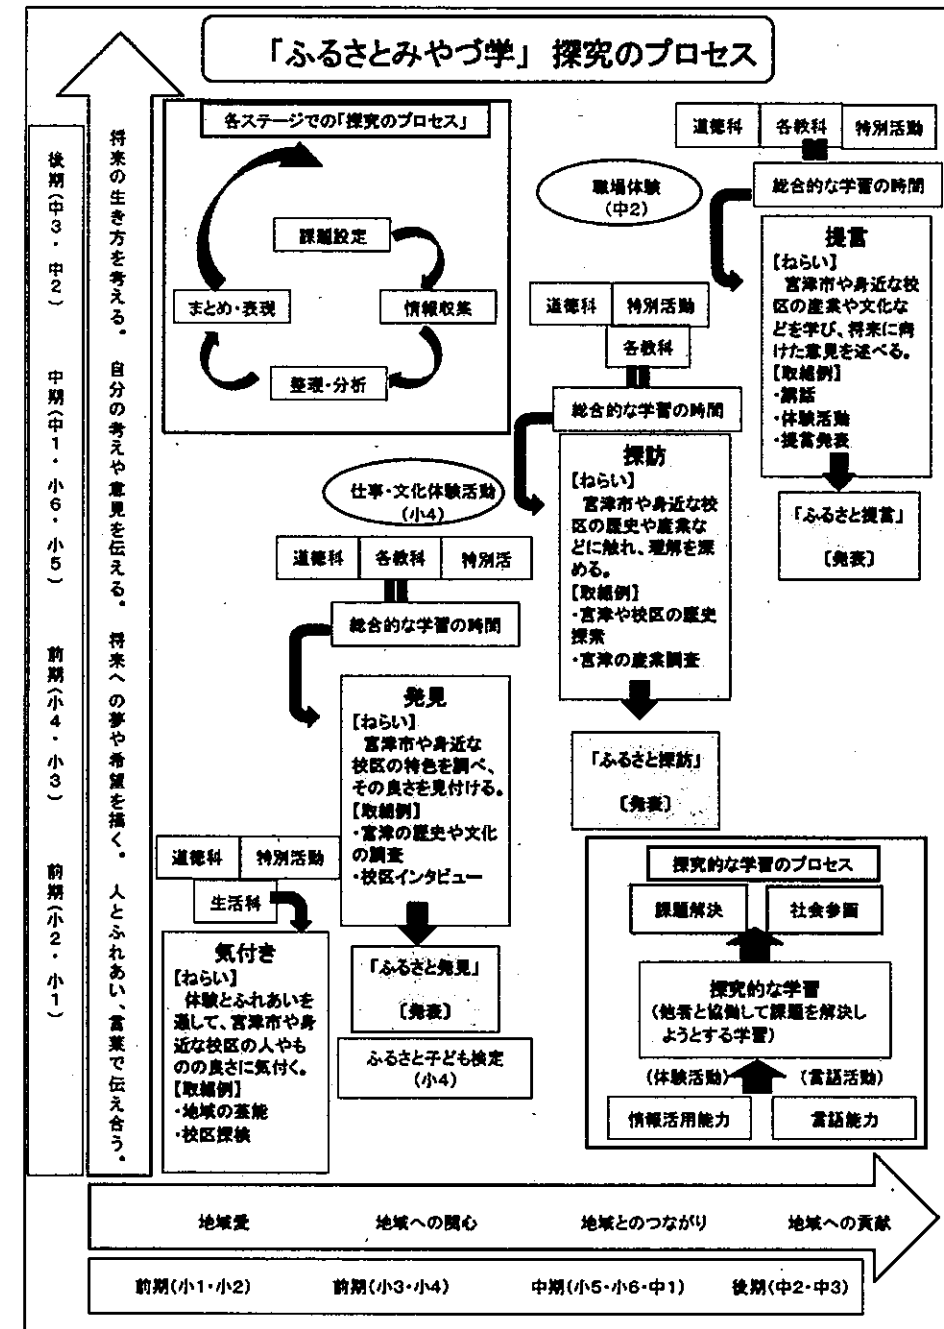 「ふるさとみやづ学」 探究のプロセス
後期(中3・中2)
中期(中1・小6・小5)
前期(小4・小3)
前期(小2・小1)
将来の生き方を考える。
自分の考えや意見を伝える。
将来への夢や希望を描く。
人とふれあい、言葉で伝え合う。
各ステージでの「探究のプロセス」
課題設定
情報収集
整理・分析
まとめ・表現
道徳科 各教科 特別活動
総合的な学習の時間
職場体験
(中2)
提言
【ねらい】
宮津市や身近な校
区の産業や文化な
どを学び、将来に向
けた意見を述べる。
【取組例】
・講話
・体験活動
・提言発表
「ふるさと提言」
〔発表〕
道徳科 特別活動
各教科
総合的な学習の時間
探訪
【ねらい】
宮津市や身近な校
区の歴史や産業な
どに触れ、理解を深
める。
【取組例】
・宮津や校区の歴史
探索
・宮津の産業調査
「ふるさと探訪」
〔発表〕
仕事・文化体験活動
(小4)
道徳科 各教科 特別活
総合的な学習の時間
発見
【ねらい】
宮津市や身近な
校区の特色を調べ、
その良さを見付ける。
【取組例】
・宮津の歴史や文化
の調査
・校区インタビュー
「ふるさと発見」
〔発表〕
ふるさと子ども検定
(小4)
道徳科 特別活動
生活科
気付き
【ねらい】
体験とふれあいを
通して、宮津市や身
近な校区の人やも
のの良さに気付く。
【取組例】
・地域の芸能
・校区探検
探究的な学習のプロセス
課題解決 社会参画
探究的な学習
(他者と協働して課題を解決し
ようとする学習)
(体験活動) (言語活動)
情報活用能力 言語能力
地域愛 地域への関心 地域とのつながり 地域への貢献
前期(小1・小2) 前期(小3・小4) 中期(小5・小6・中1) 後期(中2・中3)